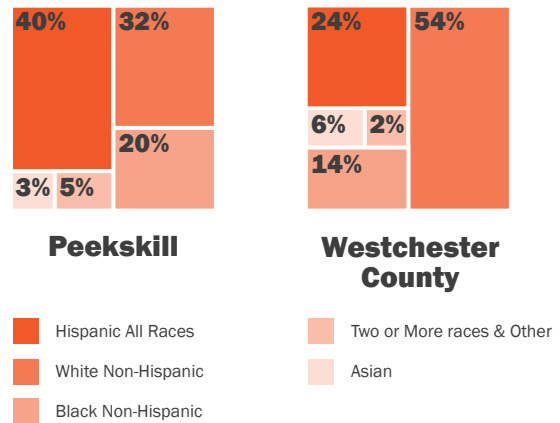 40%
32%
20%
3%
5%
Peekskill
24%
54%
6%
2%
14%
Westchester
County
Hispanic All Races
White Non-Hispanic
Black Non-Hispanic
Two or More races & Other
Asian